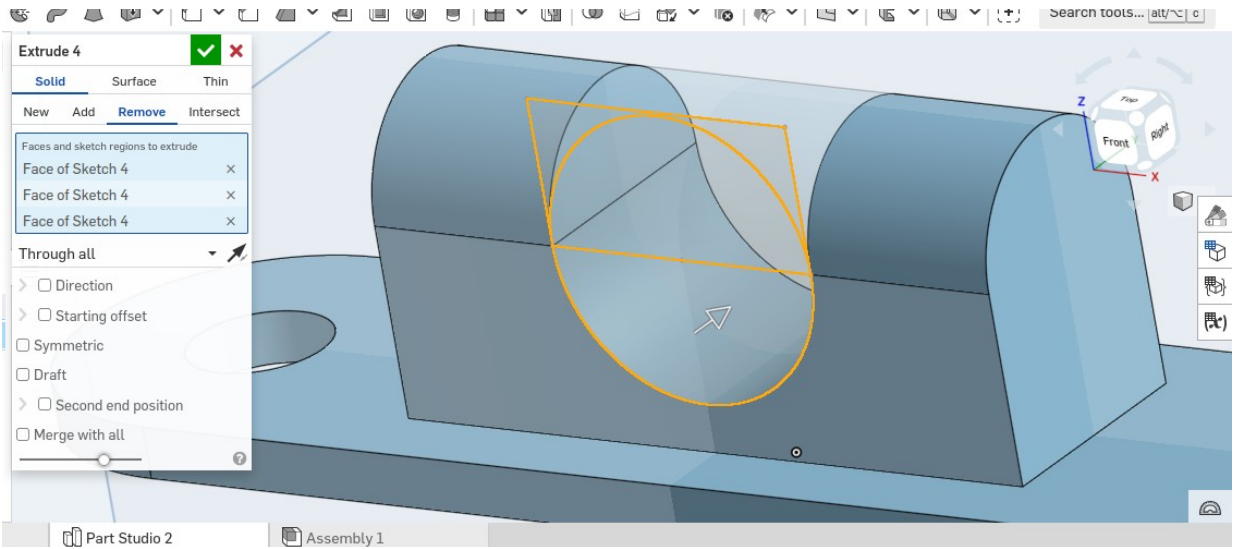 Search tools... alt/⌥ c
Extrude 4
Solid Surface Thin
New Add Remove Intersect
Faces and sketch regions to extrude
Face of Sketch 4
Face of Sketch 4
Face of Sketch 4
Through all
Direction
Starting offset
Symmetric
Draft
Second end position
Merge with all
Z
Top
Front Right
X
(x)
Part Studio 2 Assembly 1